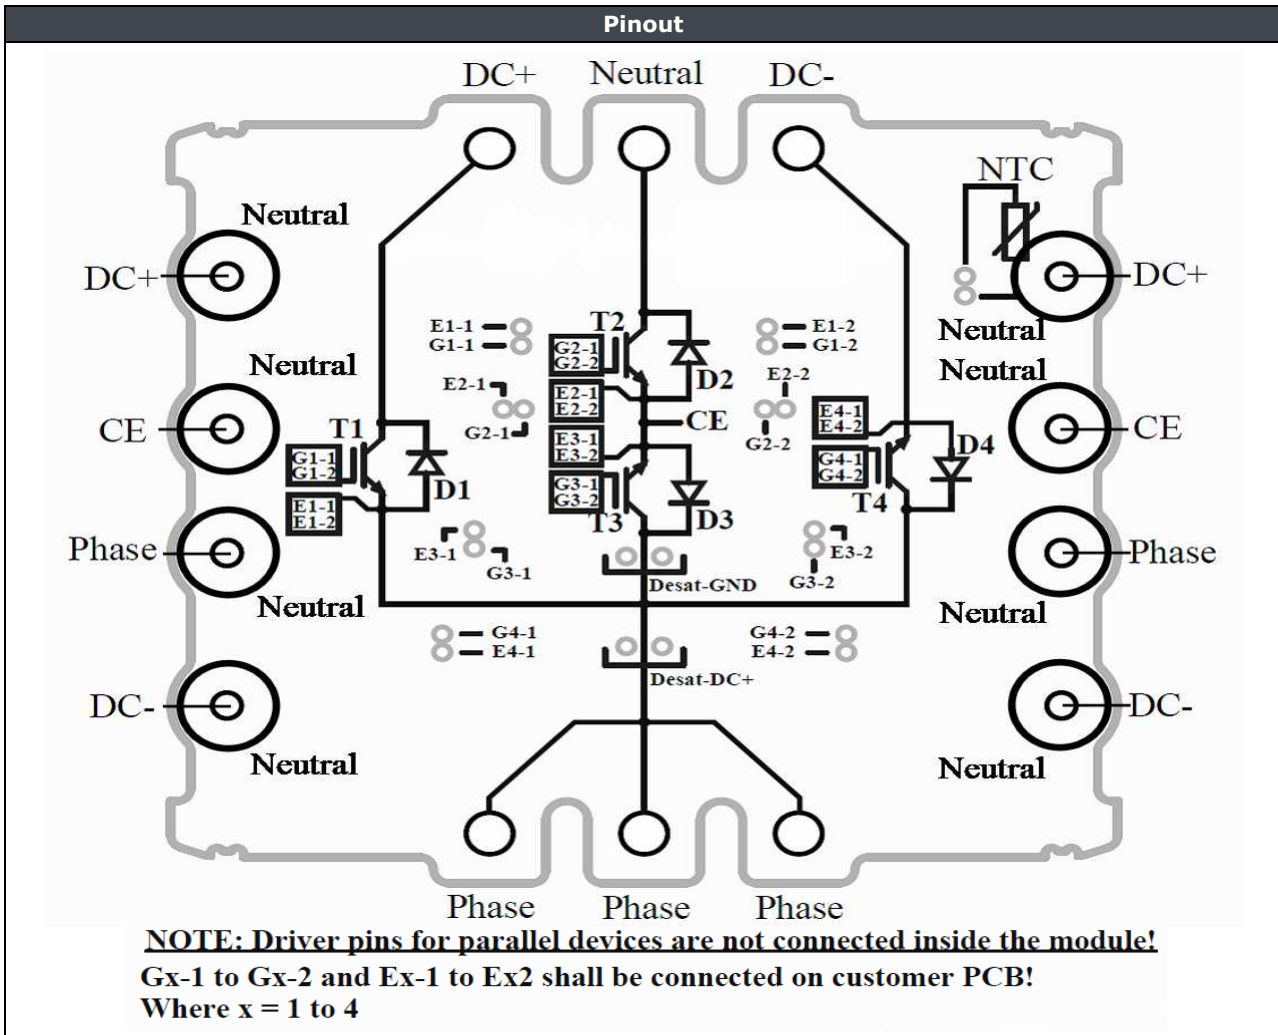 Pinout
DC+ Neutral DC-
NTC
Neutral
DC+
DC+
Neutral
E1-1
G1-1
T2
G2-1
G2-2
E1-2
G1-2
Neutral
Neutral
E2-1
G2-1
D2
E2-1
E2-2
E2-2
G2-2
CE
CE
T1
CE
E3-1
E3-2
E4-1
E4-2
G1-1
G1-2
D1
G3-1
G3-2
G4-1
G4-2
D4
E1-1
E1-2
T3
D3
T4
Phase
E3-1
G3-1
Desat-GND
E3-2
G3-2
Phase
Neutral
Neutral
G4-1
E4-1
G4-2
E4-2
Desat-DC+
DC-
DC-
Neutral
Neutral
Phase Phase Phase
NOTE: Driver pins for parallel devices are not connected inside the module!
Gx-1 to Gx-2 and Ex-1 to Ex2 shall be connected on customer PCB!
Where x = 1 to 4